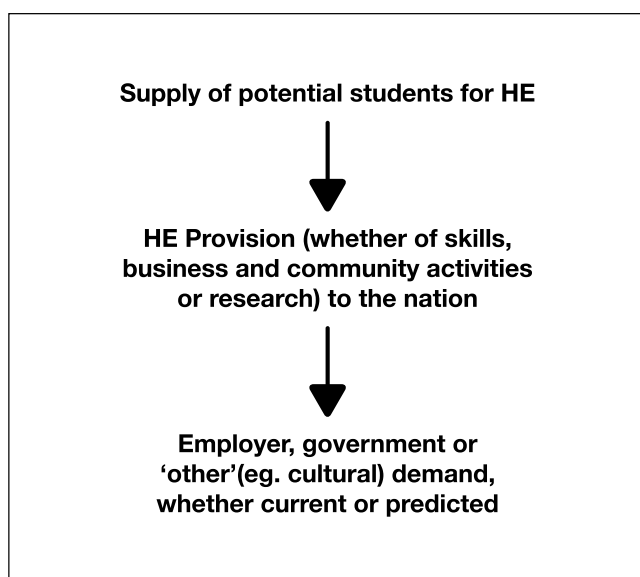 Supply of potential students for HE
HE Provision (whether of skills,
business and community activities
or research) to the nation
Employer, government or
‘other’(eg. cultural) demand,
whether current or predicted